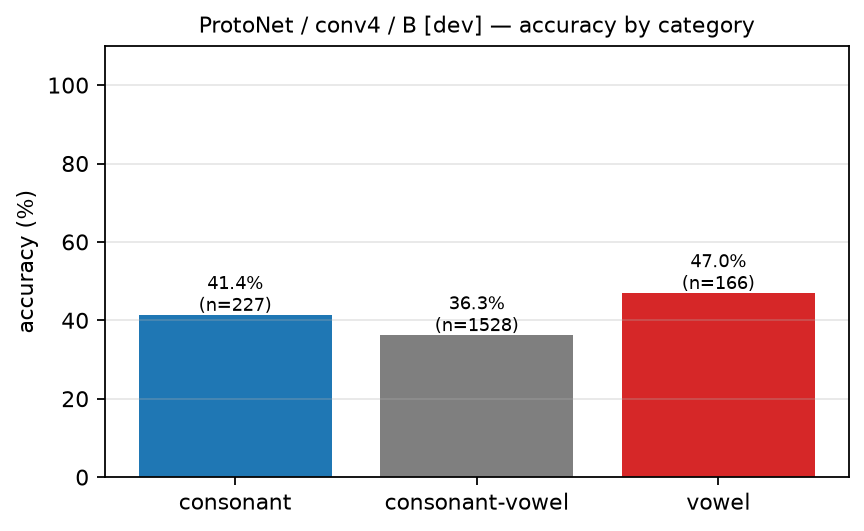 ProtoNet / conv4 / B [dev] — accuracy by category
accuracy (%)
100
80
60
40
20
0
41.4%
(n=227)
36.3%
(n=1528)
47.0%
(n=166)
consonant
consonant-vowel
vowel